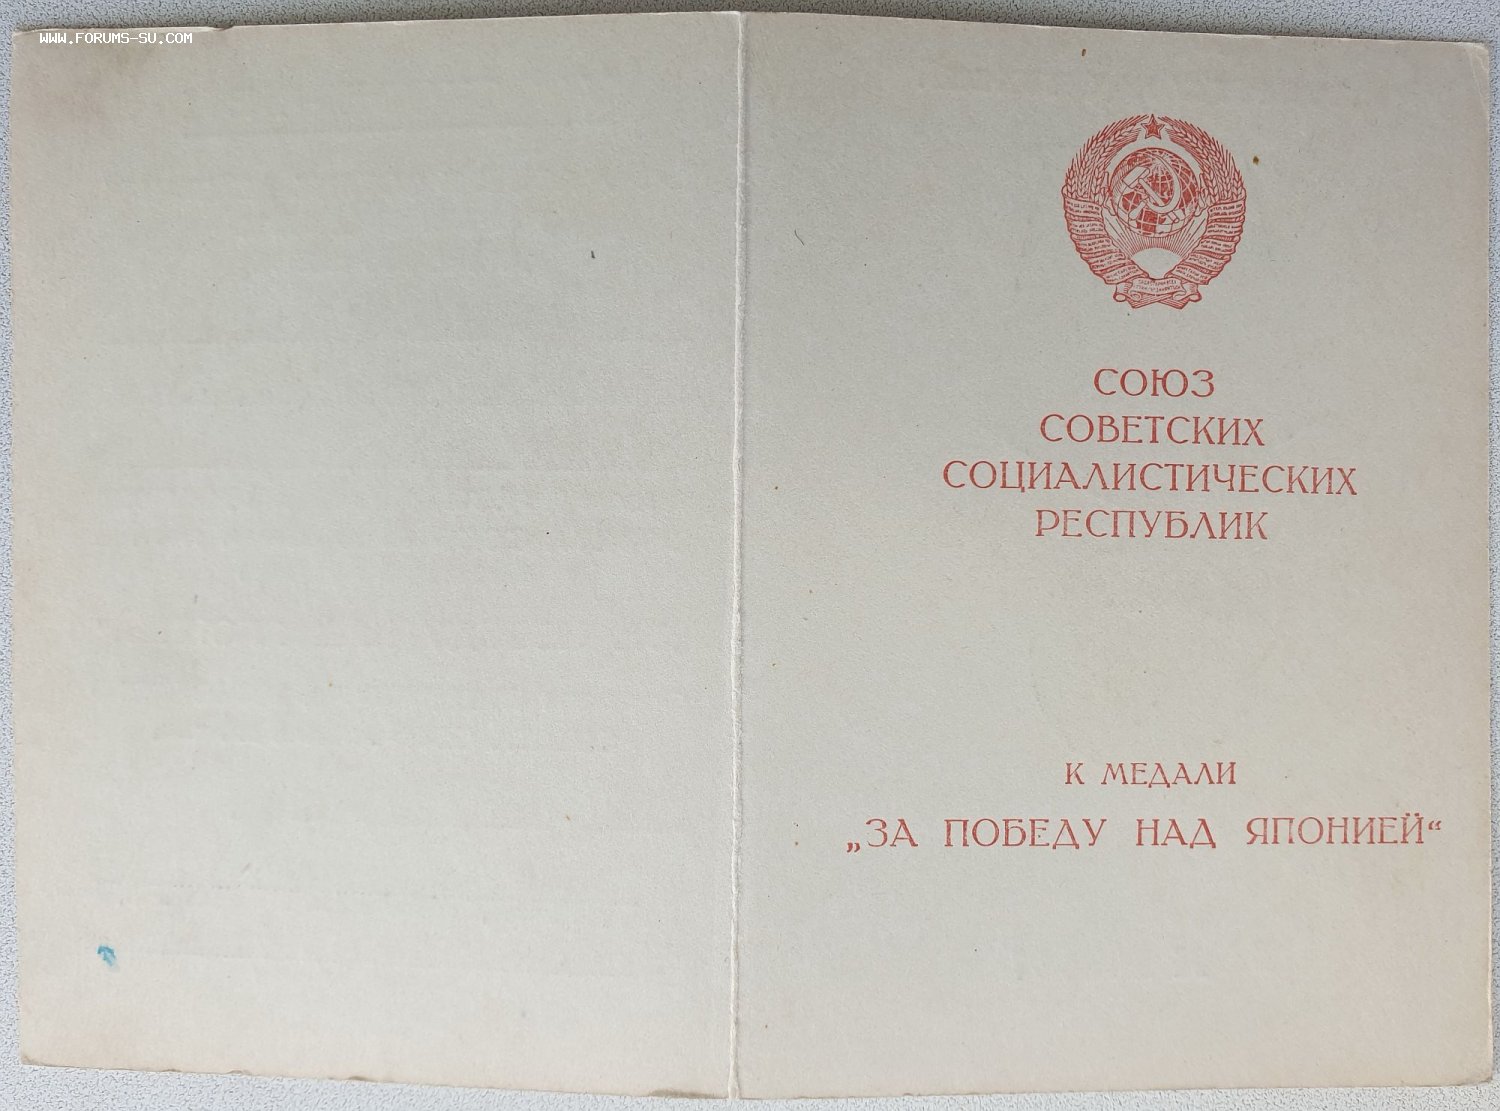 WWW.FORUMS-SU.COM
СОЮЗ
СОВЕТСКИХ
СОЦИАЛИСТИЧЕСКИХ
РЕСПУБЛИК
К МЕДАЛИ
„ЗА ПОБЕДУ НАД ЯПОНИЕЙ“